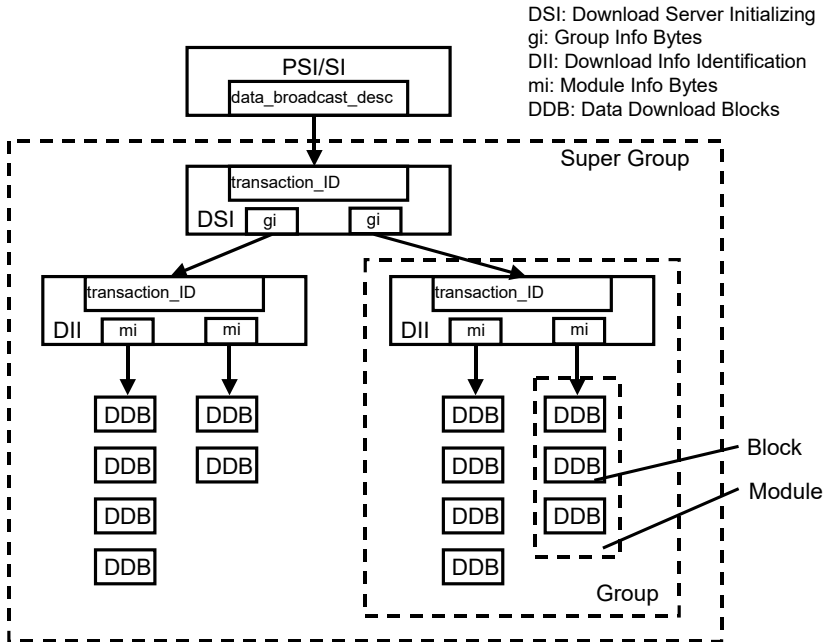 DSI: Download Server Initializing
gi: Group Info Bytes
DII: Download Info Identification
mi: Module Info Bytes
DDB: Data Download Blocks
PSI/SI
data_broadcast_desc
Super Group
transaction_ID
DSI gi gi
transaction_ID transaction_ID
DII mi mi DII mi mi
DDB DDB DDB DDB
DDB DDB DDB DDB
DDB DDB DDB
DDB DDB
Block
Module
Group